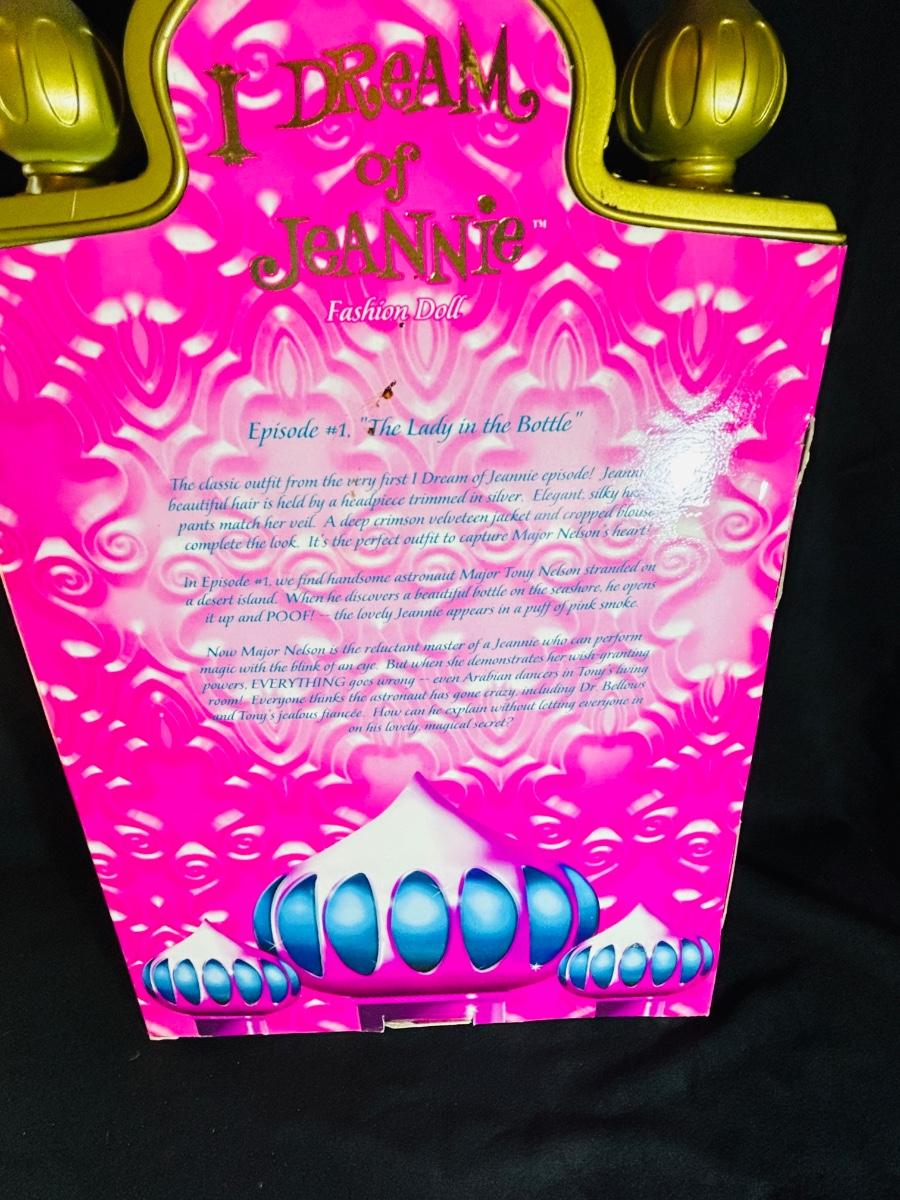 I DREAM
of
JEANNIE™
Fashion Doll
Episode #1, "The Lady in the Bottle"
The classic outfit from the very first I Dream of Jeannie episode!
beautiful hair is held by a headpiece trimmed in silver. Elegant, silky
pants match her veil. A deep crimson velveteen jacket and cropped blouse
complete the look. It's the perfect outfit to capture Major Nelson's heart!
In Episode #1, we find handsome astronaut Major Tony Nelson stranded on
a desert island. When he discovers a beautiful bottle on the seashore, he opens
it up and POOF! -- the lovely Jeannie appears in a puff of pink smoke.
Now Major Nelson is the reluctant master of a Jeannie who can perform
magic with the blink of an eye. But when she demonstrates her wish-granting
powers, EVERYTHING goes wrong -- even Arabian dancers in Tony's living
room! Everyone thinks the astronaut has gone crazy, including Dr. Bellows
and Tony's jealous fiancée. How can he explain without letting everyone in
on his lovely, magical secret?